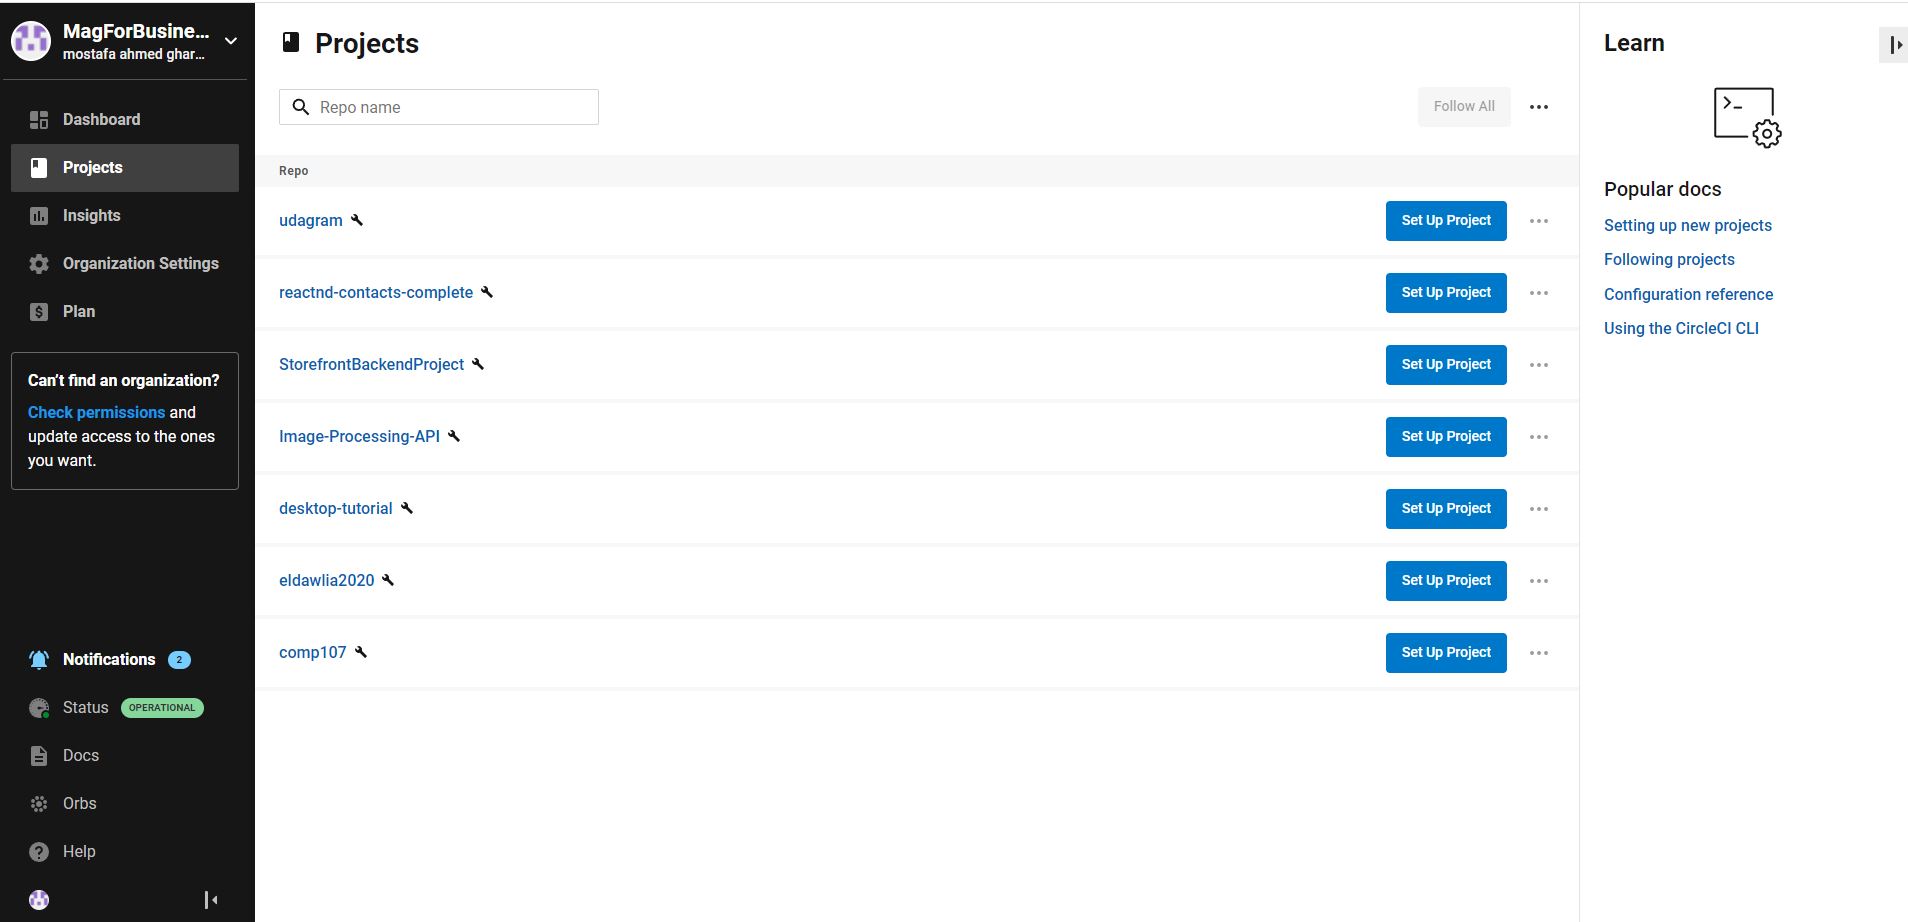 MagForBusine...
mostafa ahmed ghar...
Dashboard
Projects
Insights
Organization Settings
Plan
Can't find an organization?
Check permissions and
update access to the ones
you want.
Notifications 2
Status OPERATIONAL
Docs
Orbs
Help
Projects
Repo name
Follow All
Repo
udagram Set Up Project
reactnd-contacts-complete Set Up Project
StorefrontBackendProject Set Up Project
Image-Processing-API Set Up Project
desktop-tutorial Set Up Project
eldawlia2020 Set Up Project
comp107 Set Up Project
Learn
Popular docs
Setting up new projects
Following projects
Configuration reference
Using the CircleCI CLI